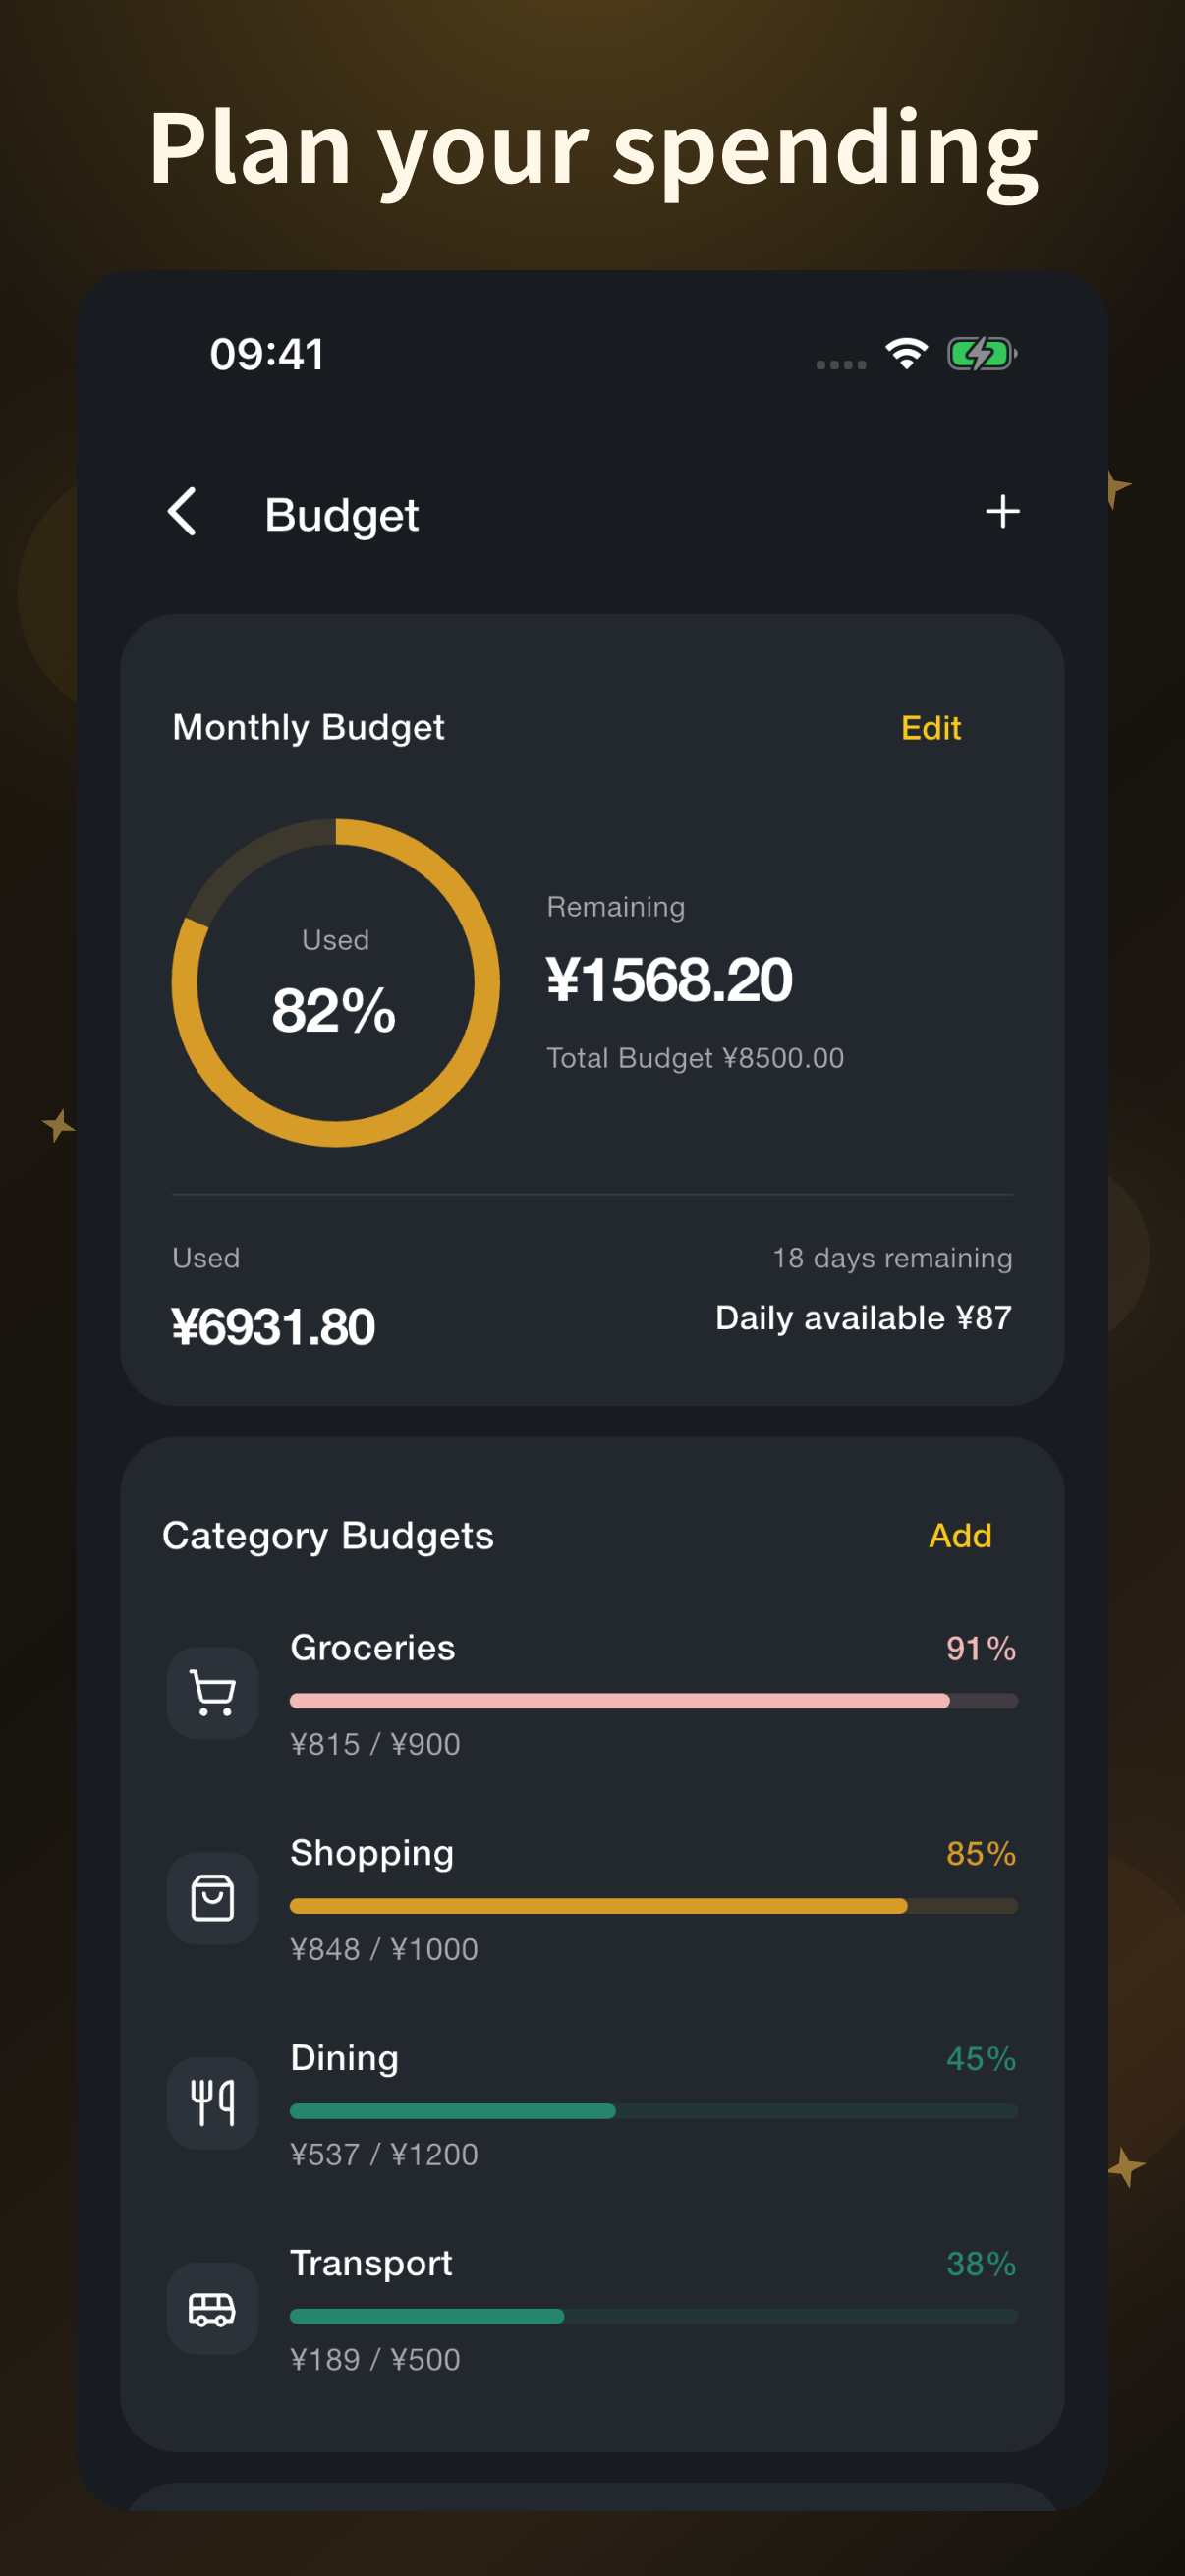 Plan your spending
09:41
Budget
Monthly Budget
Edit
Used
82%
Remaining
¥1568.20
Total Budget ¥8500.00
Used
¥6931.80
18 days remaining
Daily available ¥87
Category Budgets
Add
Groceries
91%
¥815 / ¥900
Shopping
85%
¥848 / ¥1000
Dining
45%
¥537 / ¥1200
Transport
38%
¥189 / ¥500